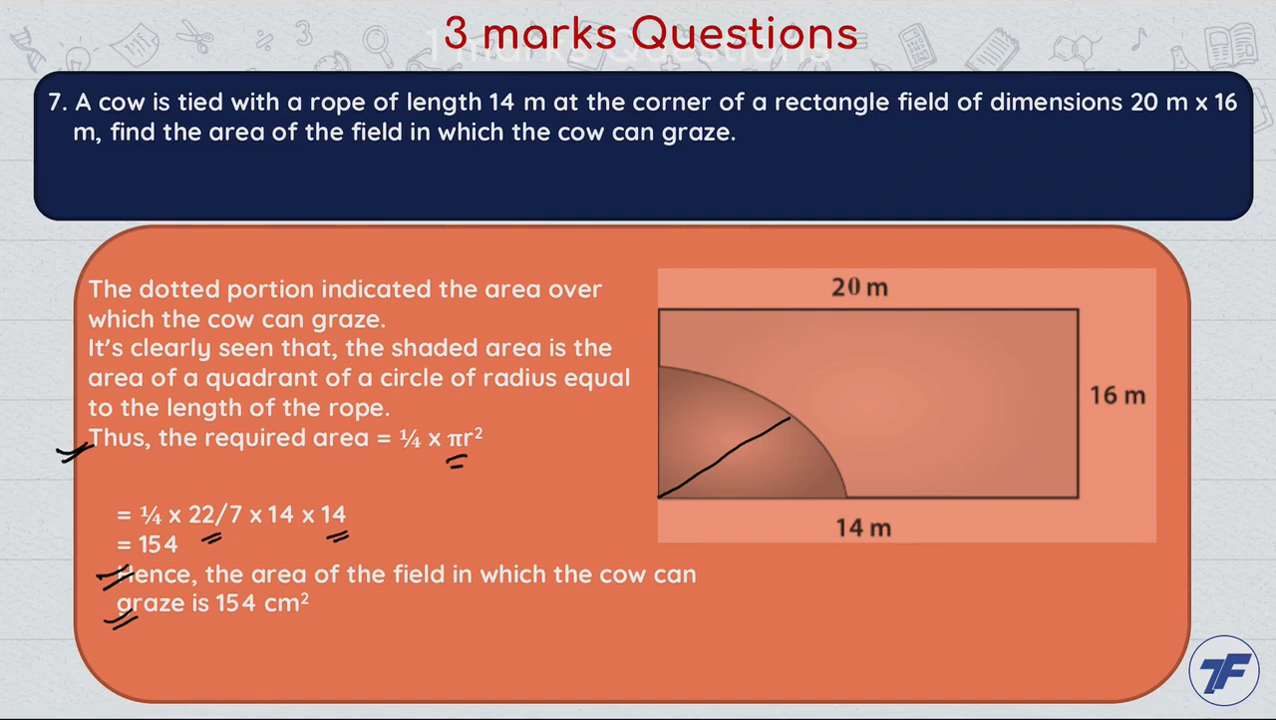 3 marks Questions
7. A cow is tied with a rope of length 14 m at the corner of a rectangle field of dimensions 20 m x 16
m, find the area of the field in which the cow can graze.
The dotted portion indicated the area over
which the cow can graze.
It's clearly seen that, the shaded area is the
area of a quadrant of a circle of radius equal
to the length of the rope.
Thus, the required area = ¼ x πr²
= ¼ x 22/7 x 14 x 14
= 154
Hence, the area of the field in which the cow can
graze is 154 cm²
20 m
16 m
14 m
7F